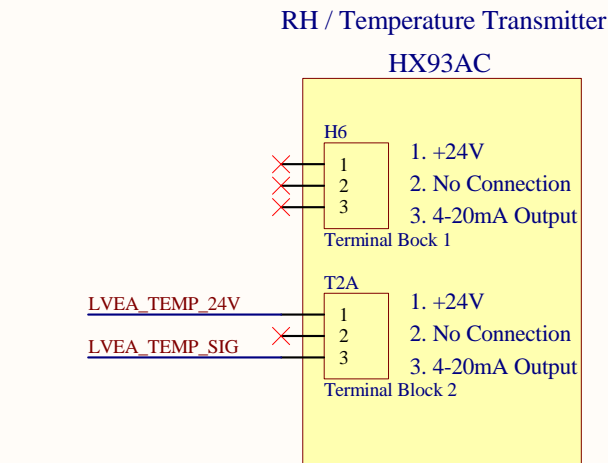 RH / Temperature Transmitter
HX93AC
H6
1 1. +24V
2 2. No Connection
3 3. 4-20mA Output
Terminal Bock 1
T2A
LVEA_TEMP_24V 1 1. +24V
2 2. No Connection
LVEA_TEMP_SIG 3 3. 4-20mA Output
Terminal Block 2